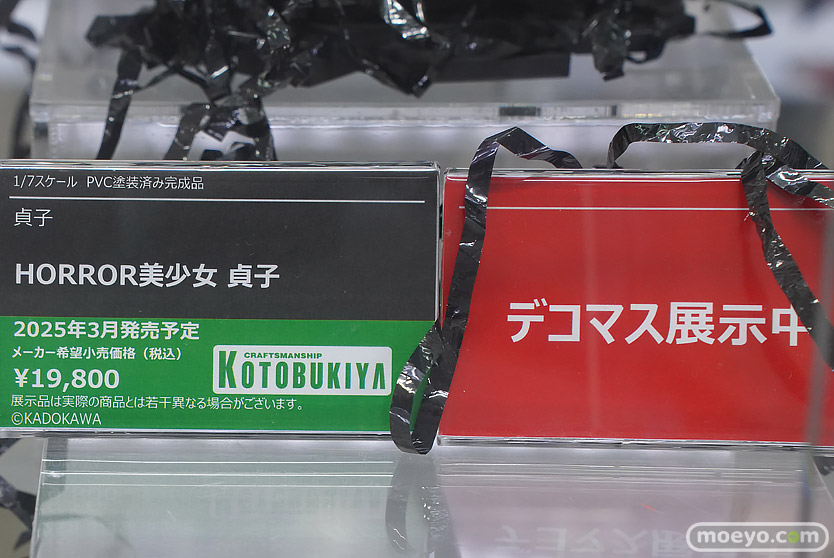 1/7スケール PVC塗装済み完成品
貞子
HORROR美少女 貞子
2025年3月発売予定
メーカー希望小売価格（税込）
¥19,800
CRAFTSMANSHIP
KOTOBUKIYA
展示品は実際の商品とは若干異なる場合がございます。
©KADOKAWA
デコマス展示中
moeyo.com